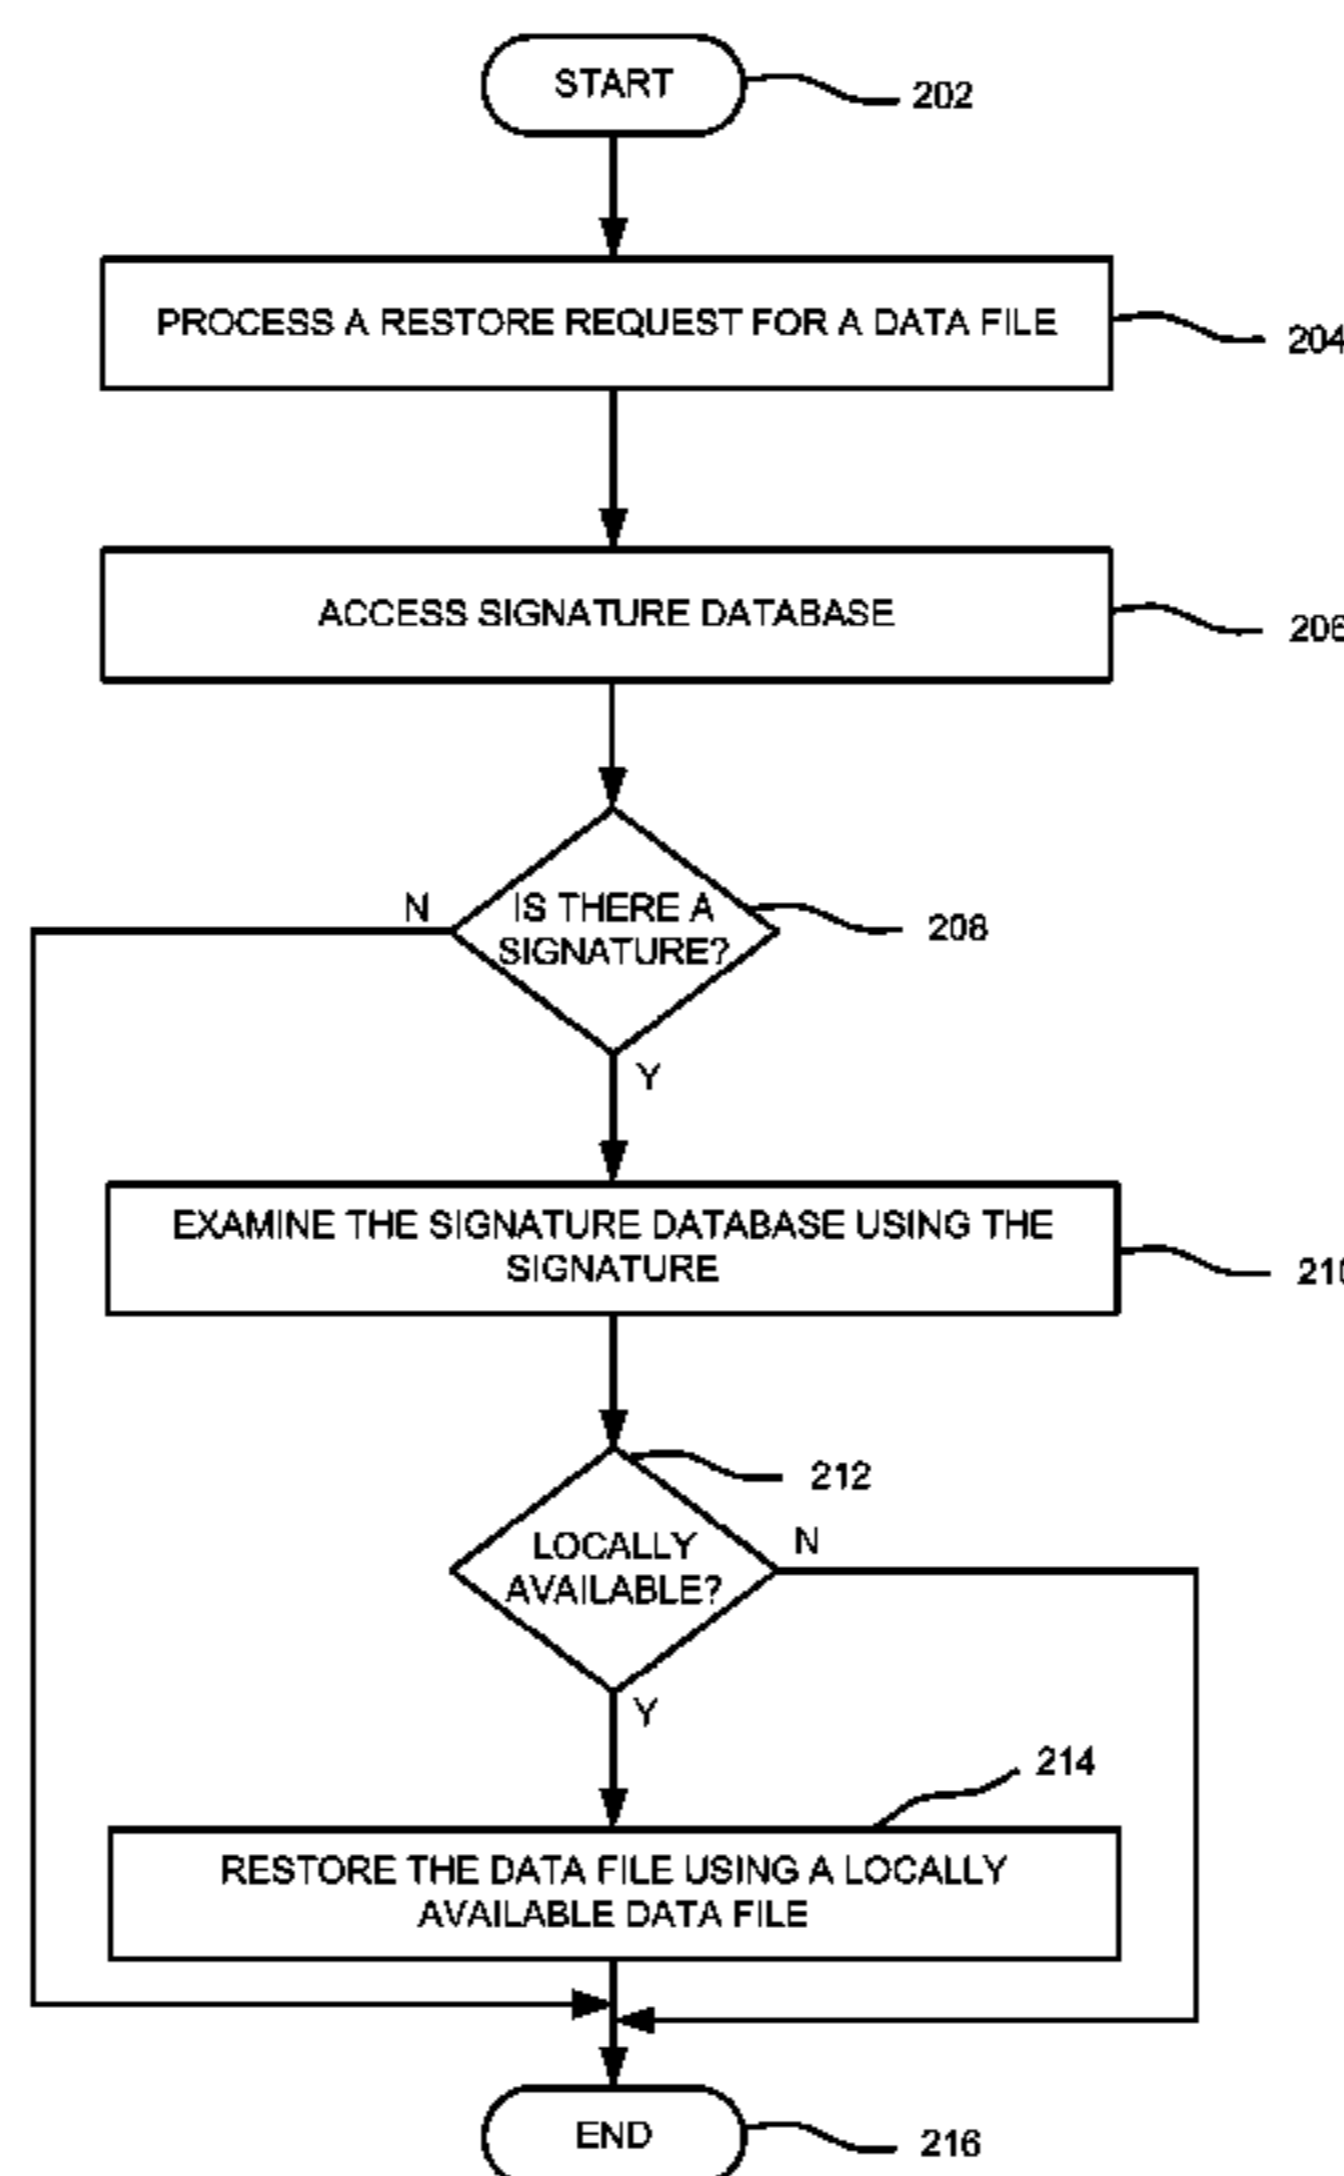 START
202
PROCESS A RESTORE REQUEST FOR A DATA FILE
204
ACCESS SIGNATURE DATABASE
206
N
IS THERE A
SIGNATURE?
208
Y
EXAMINE THE SIGNATURE DATABASE USING THE
SIGNATURE
210
212
LOCALLY
AVAILABLE?
N
Y
214
RESTORE THE DATA FILE USING A LOCALLY
AVAILABLE DATA FILE
END
216